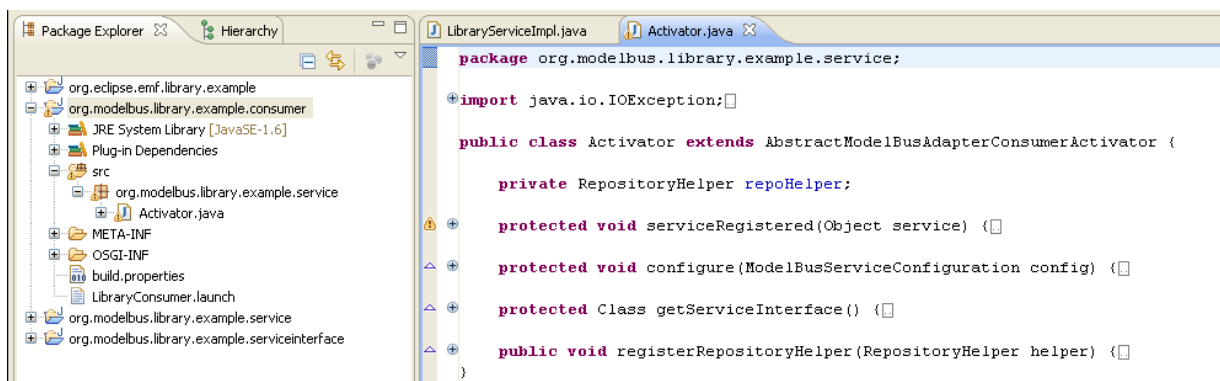 Package Explorer
Hierarchy
org.eclipse.emf.library.example
org.modelbus.library.example.consumer
JRE System Library [JavaSE-1.6]
Plug-in Dependencies
src
org.modelbus.library.example.service
Activator.java
META-INF
OSGI-INF
build.properties
LibraryConsumer.launch
org.modelbus.library.example.service
org.modelbus.library.example.serviceinterface
LibraryServiceImpl.java
Activator.java
package org.modelbus.library.example.service;
import java.io.IOException;
public class Activator extends AbstractModelBusAdapterConsumerActivator {
private RepositoryHelper repoHelper;
protected void serviceRegistered(Object service) {
protected void configure(ModelBusServiceConfiguration config) {
protected Class getServiceInterface() {
public void registerRepositoryHelper(RepositoryHelper helper) {
}